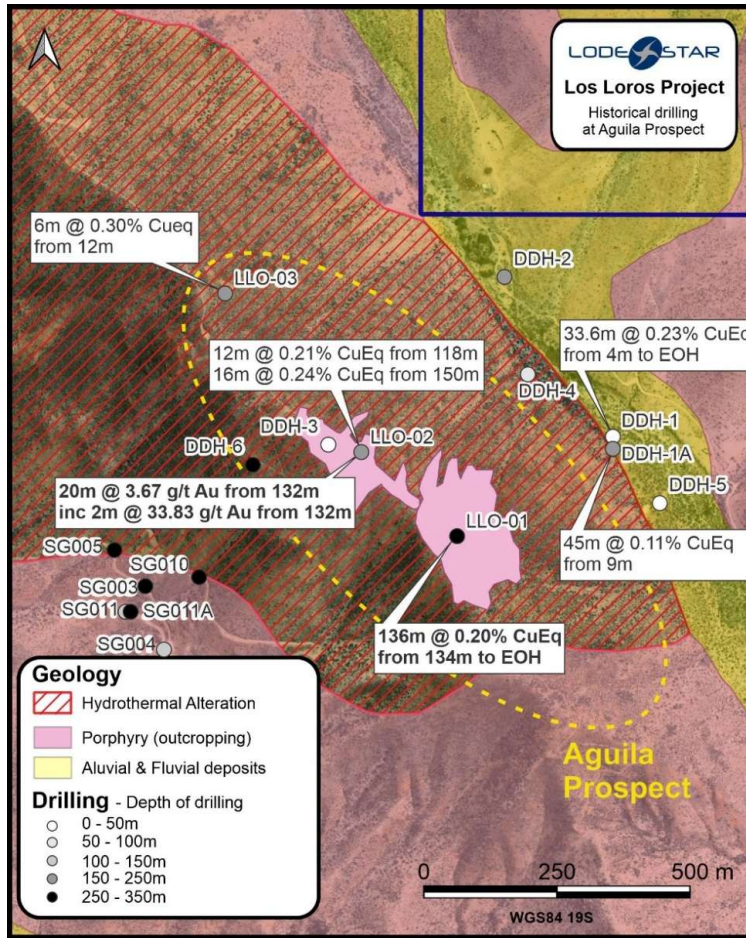 LODE STAR
Los Loros Project
Historical drilling
at Aguila Prospect
6m @ 0.30% Cueq
from 12m
LLO-03
DDH-2
33.6m @ 0.23% CuEq
from 4m to EOH
12m @ 0.21% CuEq from 118m
16m @ 0.24% CuEq from 150m
DDH-4
DDH-3
LLO-02
DDH-6
DDH-1
DDH-1A
DDH-5
20m @ 3.67 g/t Au from 132m
inc 2m @ 33.83 g/t Au from 132m
LLO-01
45m @ 0.11% CuEq
from 9m
SG005
SG010
SG003
SG011
SG011A
SG004
136m @ 0.20% CuEq
from 134m to EOH
Geology
Hydrothermal Alteration
Porphyry (outcropping)
Aluvial & Fluvial deposits
Drilling - Depth of drilling
0 - 50m
50 - 100m
100 - 150m
150 - 250m
250 - 350m
Aguila
Prospect
0 250 500 m
WGS84 19S